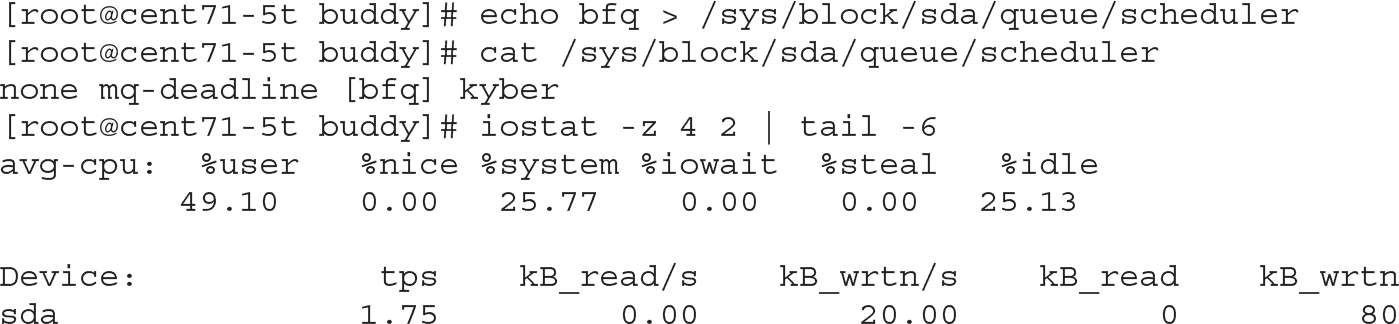 [root@cent71-5t buddy]# echo bfq > /sys/block/sda/queue/scheduler
[root@cent71-5t buddy]# cat /sys/block/sda/queue/scheduler
none mq-deadline [bfq] kyber
[root@cent71-5t buddy]# iostat -z 4 2 | tail -6
avg-cpu:  %user   %nice %system %iowait  %steal   %idle
         49.10    0.00   25.77    0.00    0.00   25.13

Device:            tps    kB_read/s    kB_wrtn/s    kB_read    kB_wrtn
sda               1.75         0.00        20.00          0         80